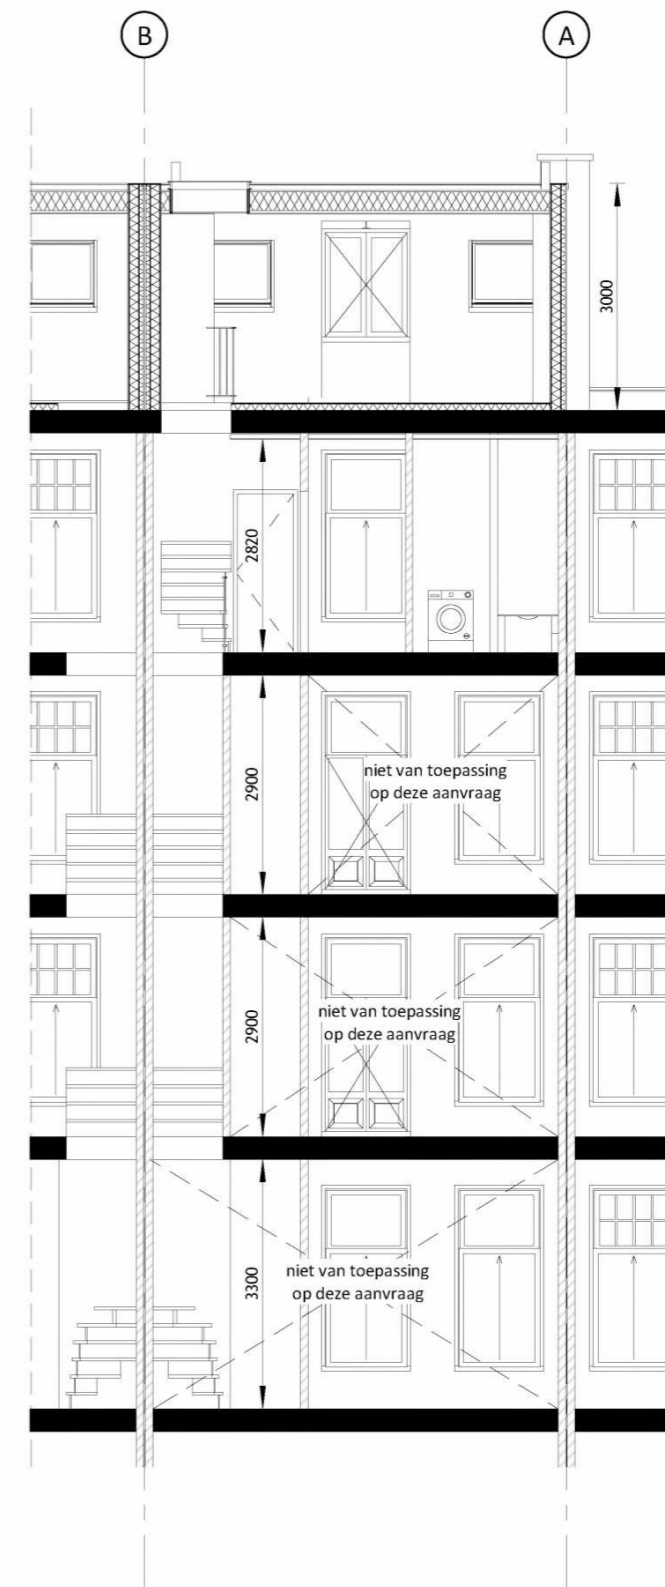 B
A
3000
2820
2900
niet van toepassing
op deze aanvraag
2900
niet van toepassing
op deze aanvraag
3300
niet van toepassing
op deze aanvraag